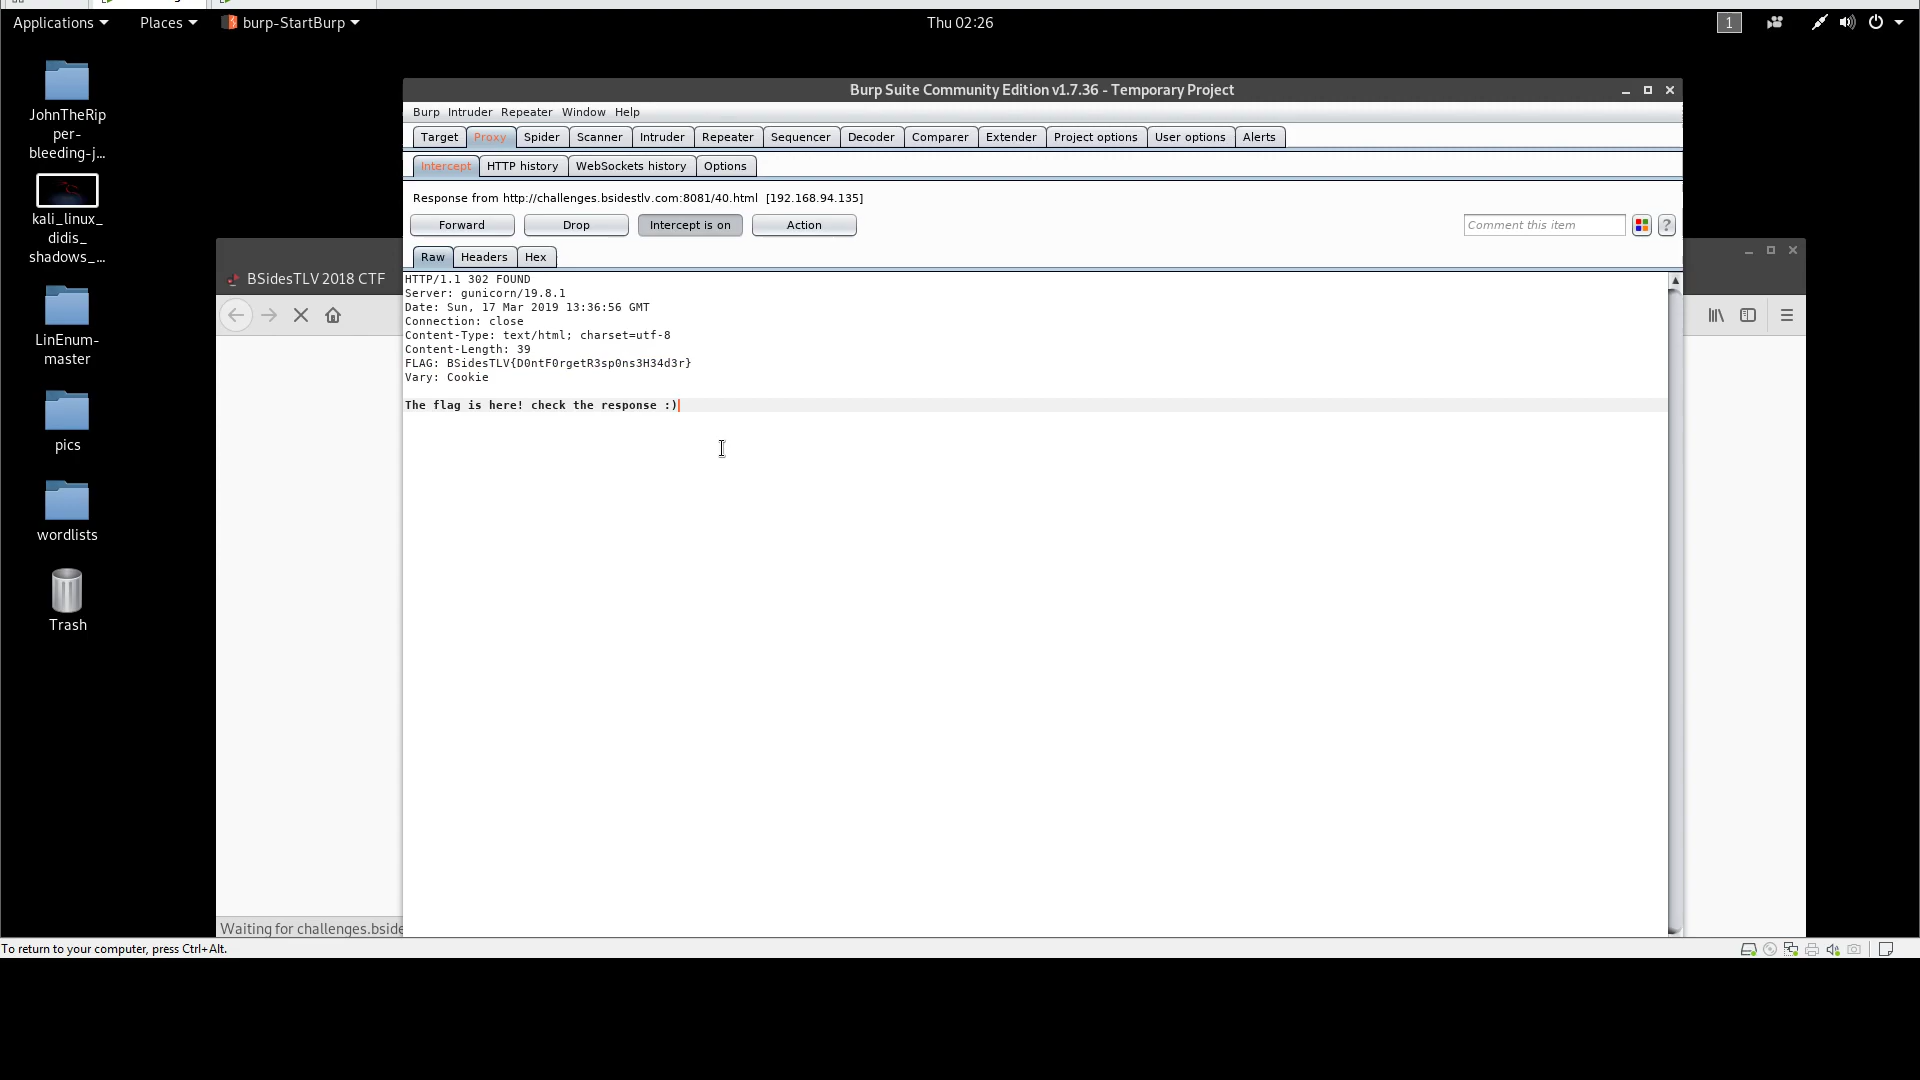 Applications Places burp-StartBurp Thu 02:26 1
JohnTheRip
per-
bleeding-j...
kali_linux_
didis_
shadows_...
LinEnum-
master
pics
wordlists
Trash
BSidesTLV 2018 CTF
Waiting for challenges.bside
Burp Suite Community Edition v1.7.36 - Temporary Project
Burp Intruder Repeater Window Help
Target Proxy Spider Scanner Intruder Repeater Sequencer Decoder Comparer Extender Project options User options Alerts
Intercept HTTP history WebSockets history Options
Response from http://challenges.bsidestlv.com:8081/40.html [192.168.94.135]
Forward Drop Intercept is on Action Comment this item ?
Raw Headers Hex
HTTP/1.1 302 FOUND
Server: gunicorn/19.8.1
Date: Sun, 17 Mar 2019 13:36:56 GMT
Connection: close
Content-Type: text/html; charset=utf-8
Content-Length: 39
FLAG: BSidesTLV{D0ntF0rgetR3sp0ns3H34d3r}
Vary: Cookie
The flag is here! check the response :)
To return to your computer, press Ctrl+Alt.